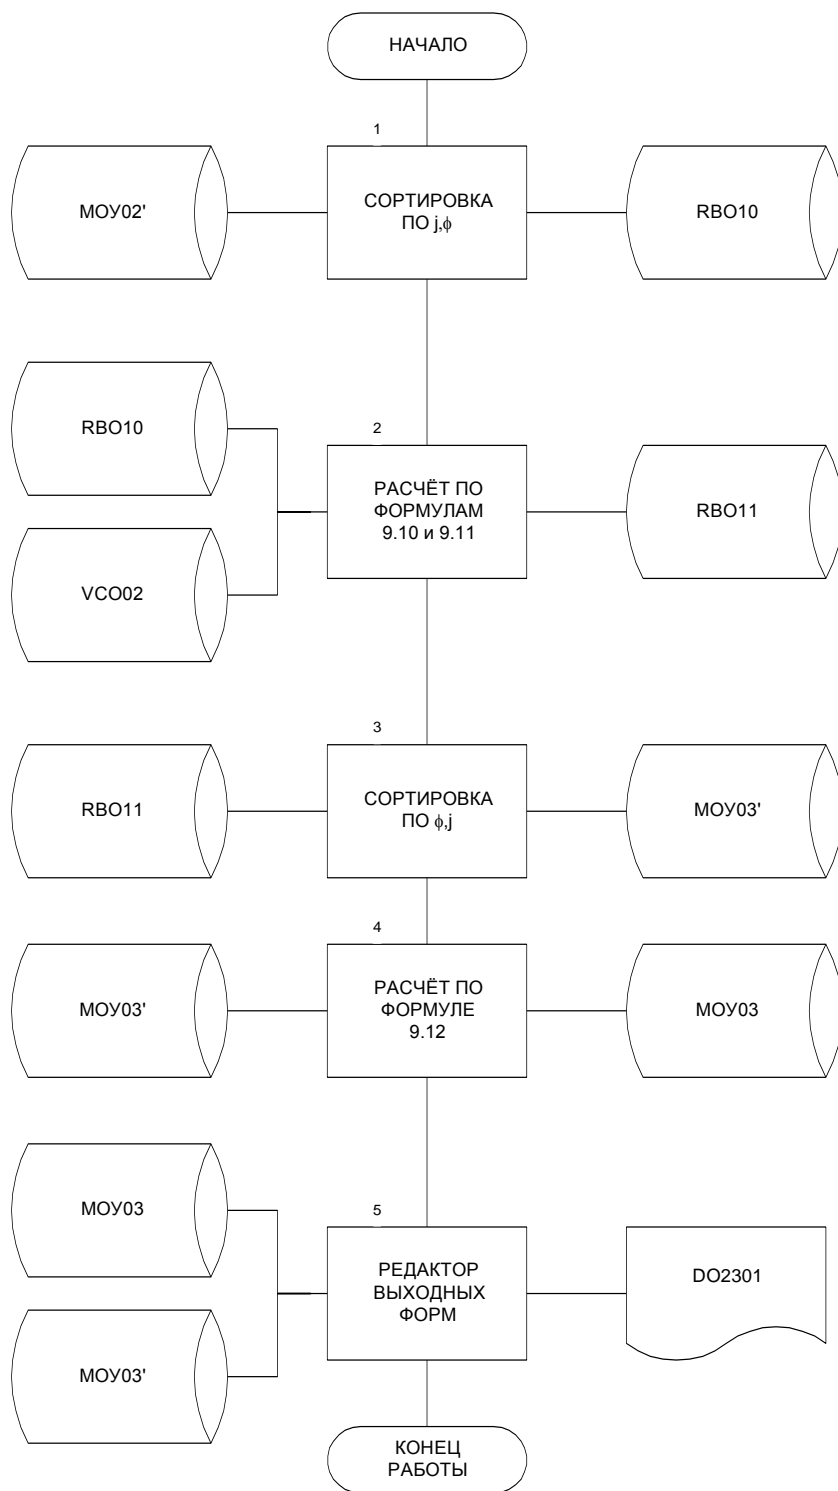 НАЧАЛО
1
МОУ02'
СОРТИРОВКА
ПО j,ϕ
RBO10
RBO10
2
РАСЧЁТ ПО
ФОРМУЛАМ
9.10 и 9.11
RBO11
VCO02
3
RBO11
СОРТИРОВКА
ПО ϕ,j
МОУ03'
4
МОУ03'
РАСЧЁТ ПО
ФОРМУЛЕ
9.12
МОУ03
МОУ03
5
РЕДАКТОР
ВЫХОДНЫХ
ФОРМ
DO2301
МОУ03'
КОНЕЦ
РАБОТЫ